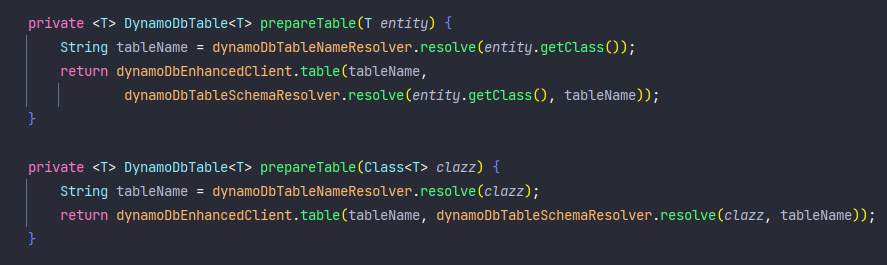 private <T> DynamoDbTable<T> prepareTable(T entity) {
String tableName = dynamoDbTableNameResolver.resolve(entity.getClass());
return dynamoDbEnhancedClient.table(tableName,
dynamoDbTableSchemaResolver.resolve(entity.getClass(), tableName));
}
private <T> DynamoDbTable<T> prepareTable(Class<T> clazz) {
String tableName = dynamoDbTableNameResolver.resolve(clazz);
return dynamoDbEnhancedClient.table(tableName, dynamoDbTableSchemaResolver.resolve(clazz, tableName));
}